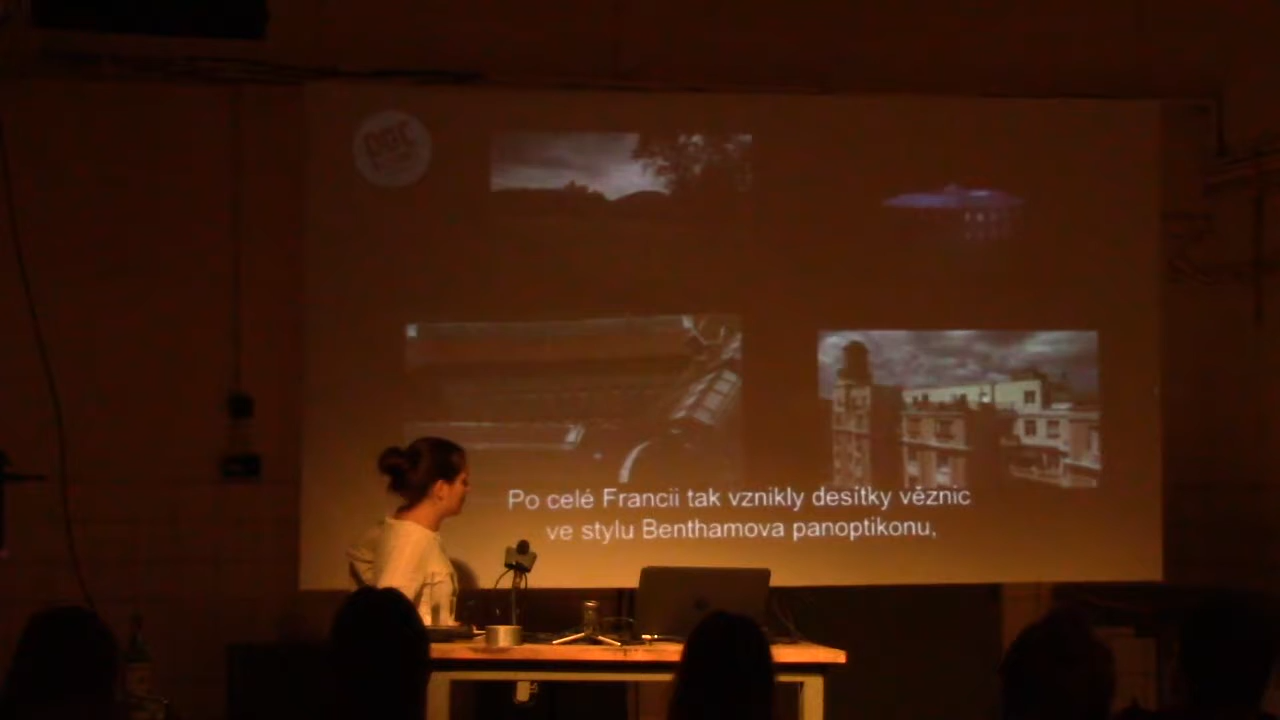 Po celé Francii tak vznikly desítky věznic
ve stylu Benthamova panoptikonu,